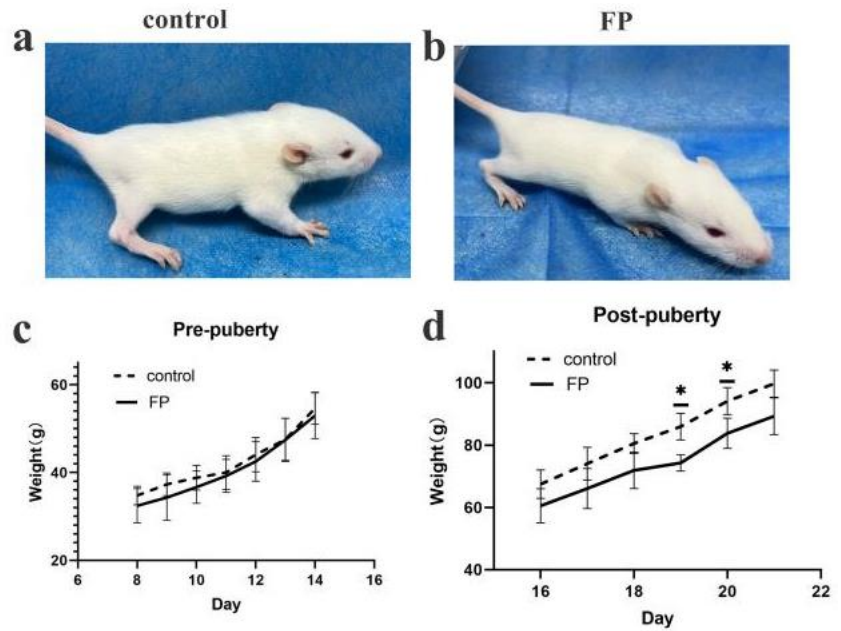 control
FP
a
b
c
Pre-puberty
control
FP
60
40
20
Weight(g)
6
8
10
12
14
16
Day
d
Post-puberty
control
FP
*
*
100
80
60
40
Weight(g)
16
18
20
22
Day